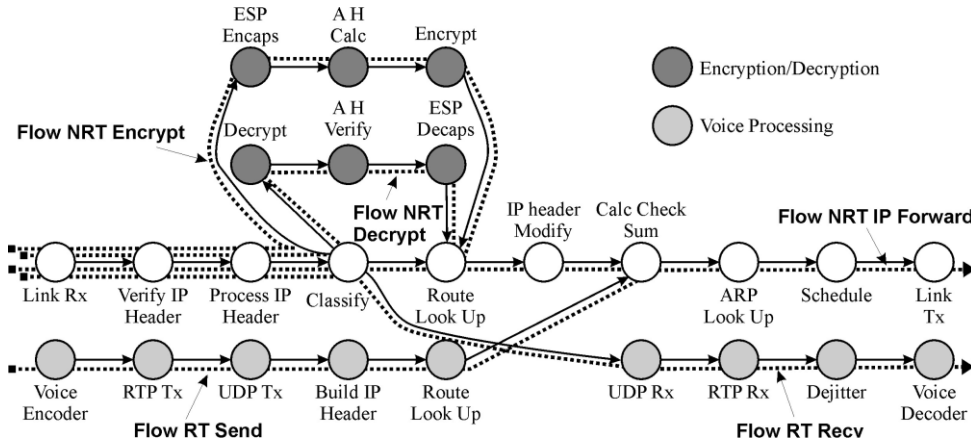 ESP
Encaps
A H
Calc
Encrypt
Encryption/Decryption
Voice Processing
Flow NRT Encrypt
Decrypt
A H
Verify
ESP
Decaps
Flow NRT
Decrypt
IP header
Modify
Calc Check
Sum
Flow NRT IP Forward
Link Rx
Verify IP
Header
Process IP
Header
Classify
Route
Look Up
ARP
Look Up
Schedule
Link
Tx
Voice
Encoder
RTP Tx
UDP Tx
Build IP
Header
Route
Look Up
UDP Rx
RTP Rx
Dejitter
Voice
Decoder
Flow RT Send
Flow RT Recv